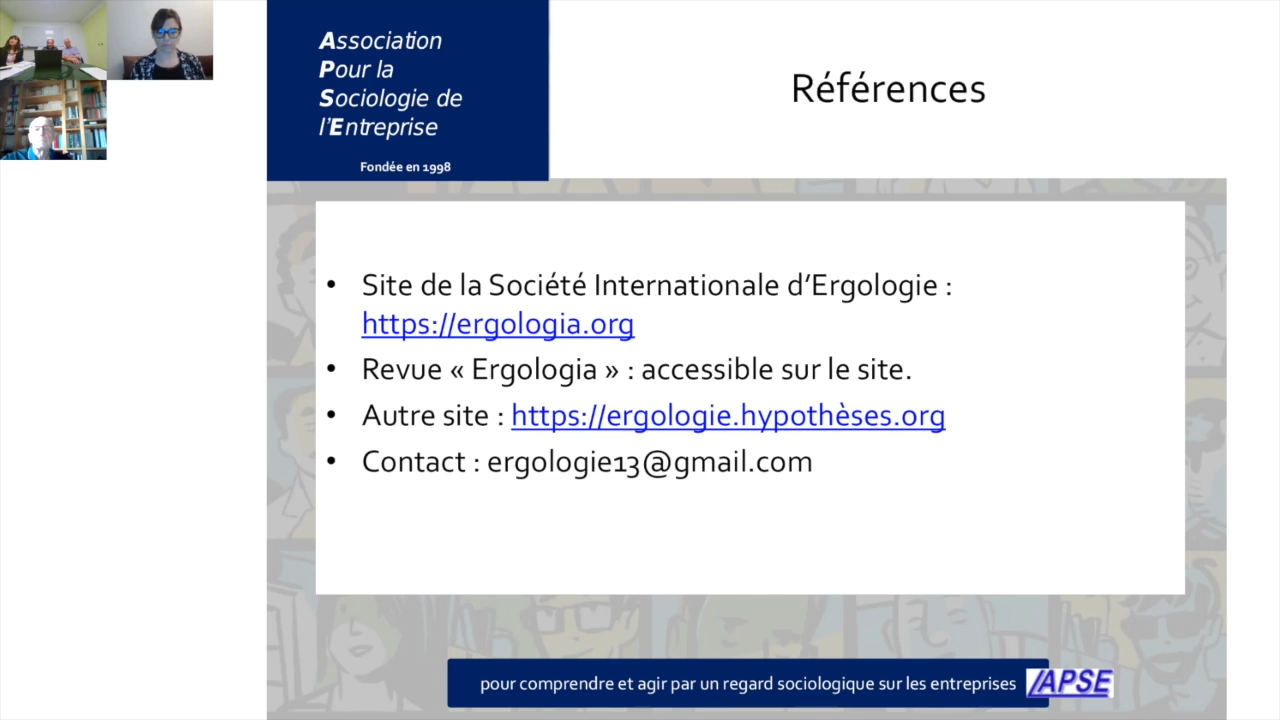 Association
Pour la
Sociologie de
l'Entreprise
Fondée en 1998
Références
• Site de la Société Internationale d’Ergologie :
https://ergologia.org
• Revue « Ergologia » : accessible sur le site.
• Autre site : https://ergologie.hypothèses.org
• Contact : ergologie13@gmail.com
pour comprendre et agir par un regard sociologique sur les entreprises
APSE